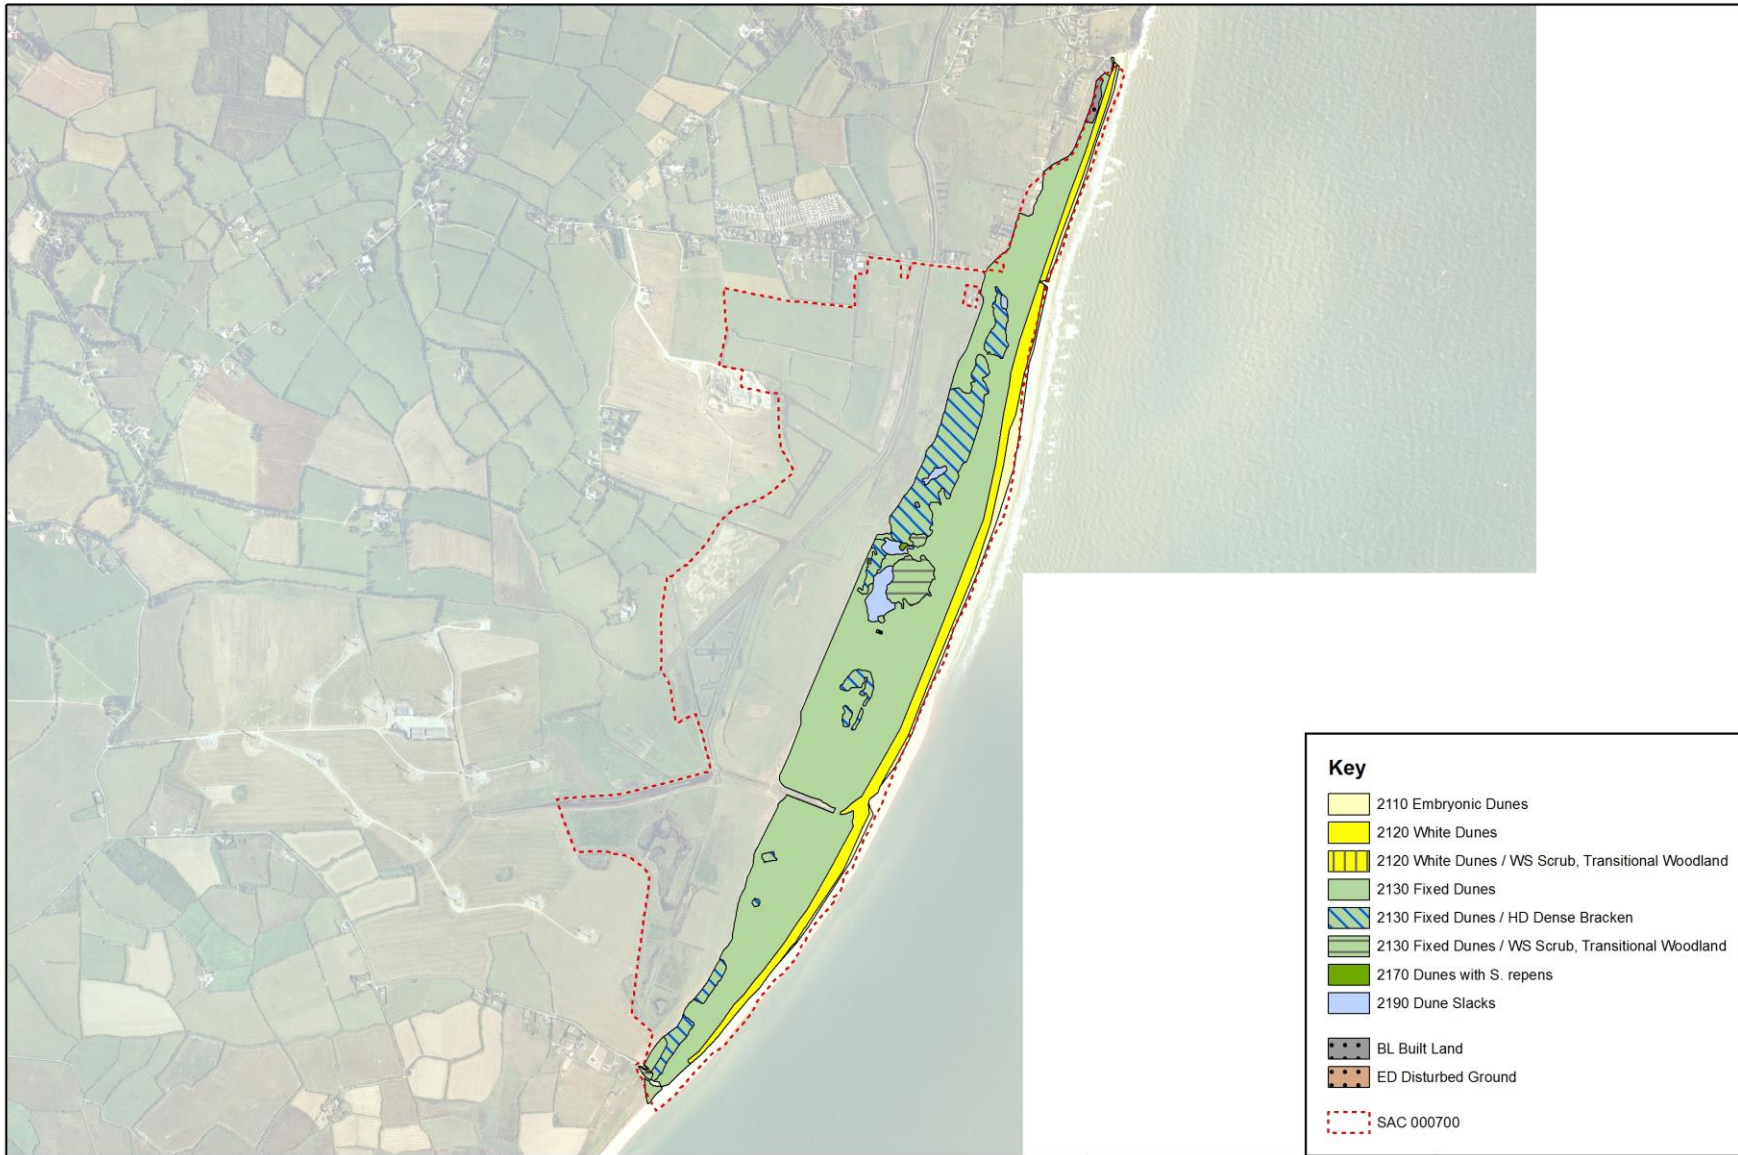 Key
2110 Embryonic Dunes
2120 White Dunes
2120 White Dunes / WS Scrub, Transitional Woodland
2130 Fixed Dunes
2130 Fixed Dunes / HD Dense Bracken
2130 Fixed Dunes / WS Scrub, Transitional Woodland
2170 Dunes with S. repens
2190 Dune Slacks
BL Built Land
ED Disturbed Ground
SAC 000700